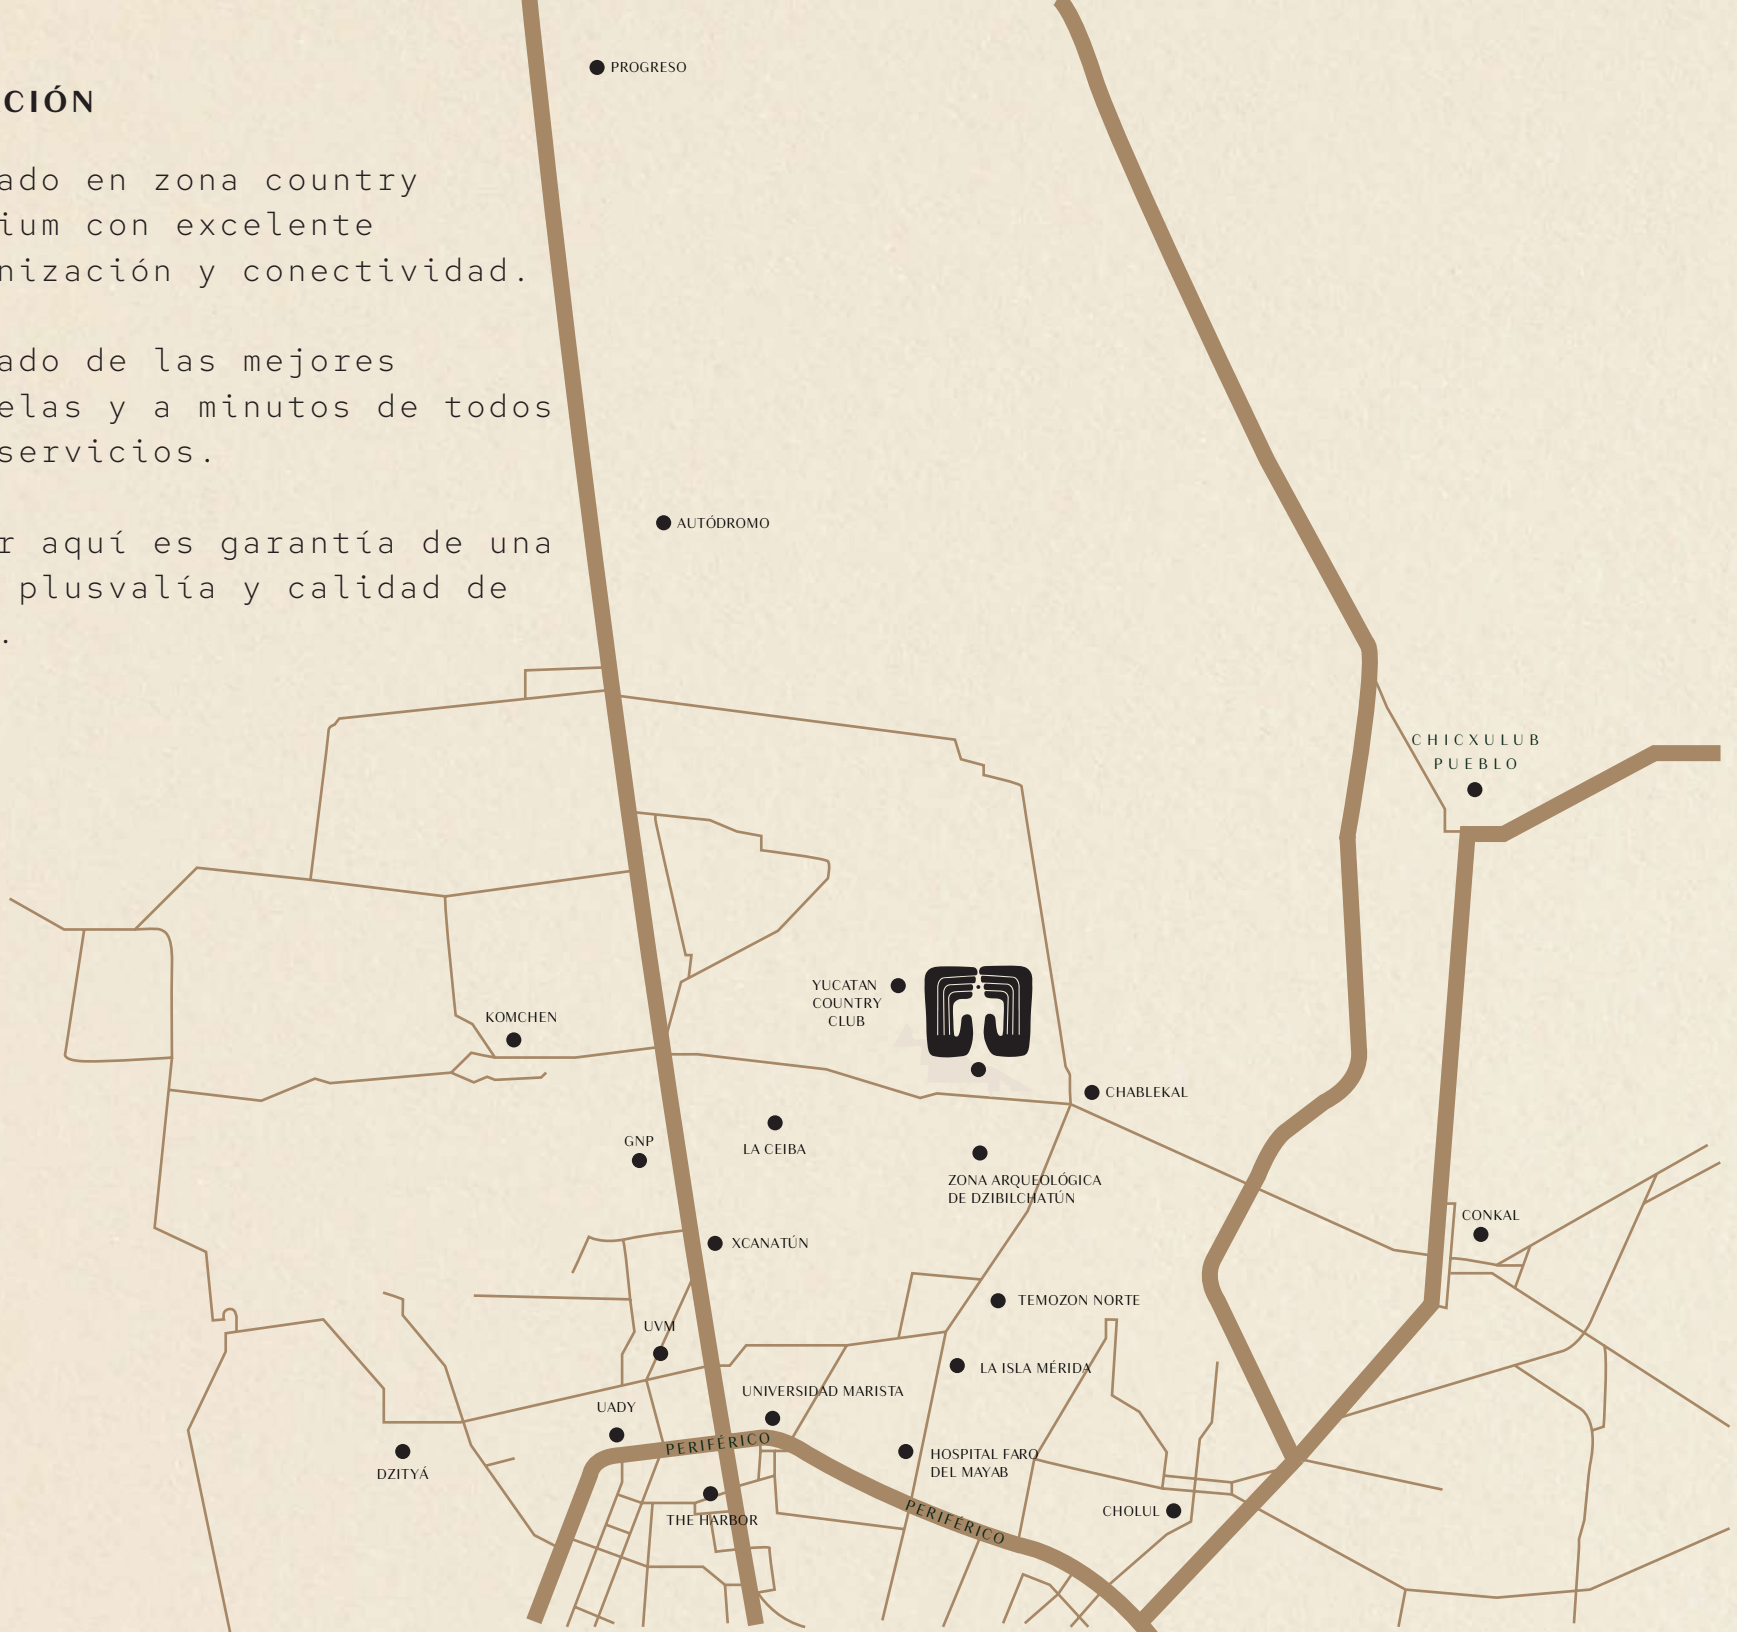 CIÓN
ado en zona country
ium con excelente
nización y conectividad.
ado de las mejores
elas y a minutos de todos
servicios.
r aquí es garantía de una
plusvalía y calidad de
.
PROGRESO
AUTÓDROMO
CHICXULUB
PUEBLO
YUCATAN
COUNTRY
CLUB
KOMCHEN
CHABLEKAL
GNP
LA CEIBA
ZONA ARQUEOLÓGICA
DE DZIBILCHATÚN
CONKAL
XCANATÚN
TEMOZON NORTE
UVM
LA ISLA MÉRIDA
UNIVERSIDAD MARISTA
UADY
PERIFÉRICO
HOSPITAL FARO
DEL MAYAB
DZITYÁ
PERIFÉRICO
CHOLUL
THE HARBOR